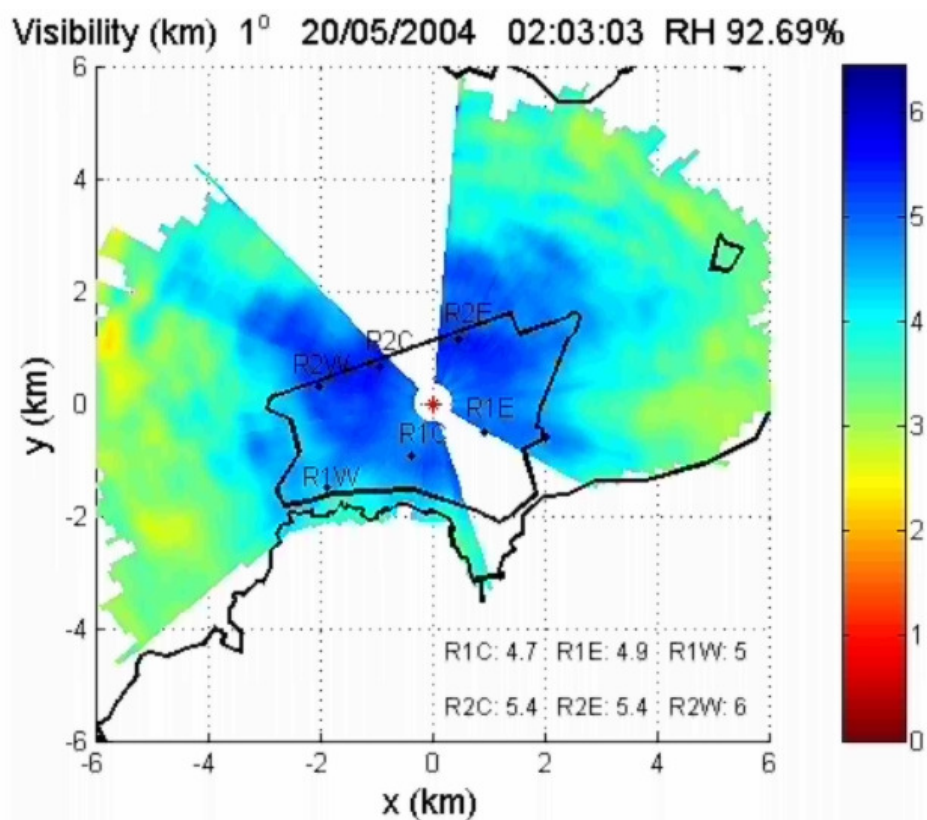 Visibility (km) 1° 20/05/2004 02:03:03 RH 92.69%
6
4
2
0
-2
-4
-6
y (km)
R2E
R2C
R2W
R1E
R1C
R1W
R1C: 4.7 R1E: 4.9 R1W: 5
R2C: 5.4 R2E: 5.4 R2W: 6
-6 -4 -2 0 2 4 6
x (km)
6
5
4
3
2
1
0